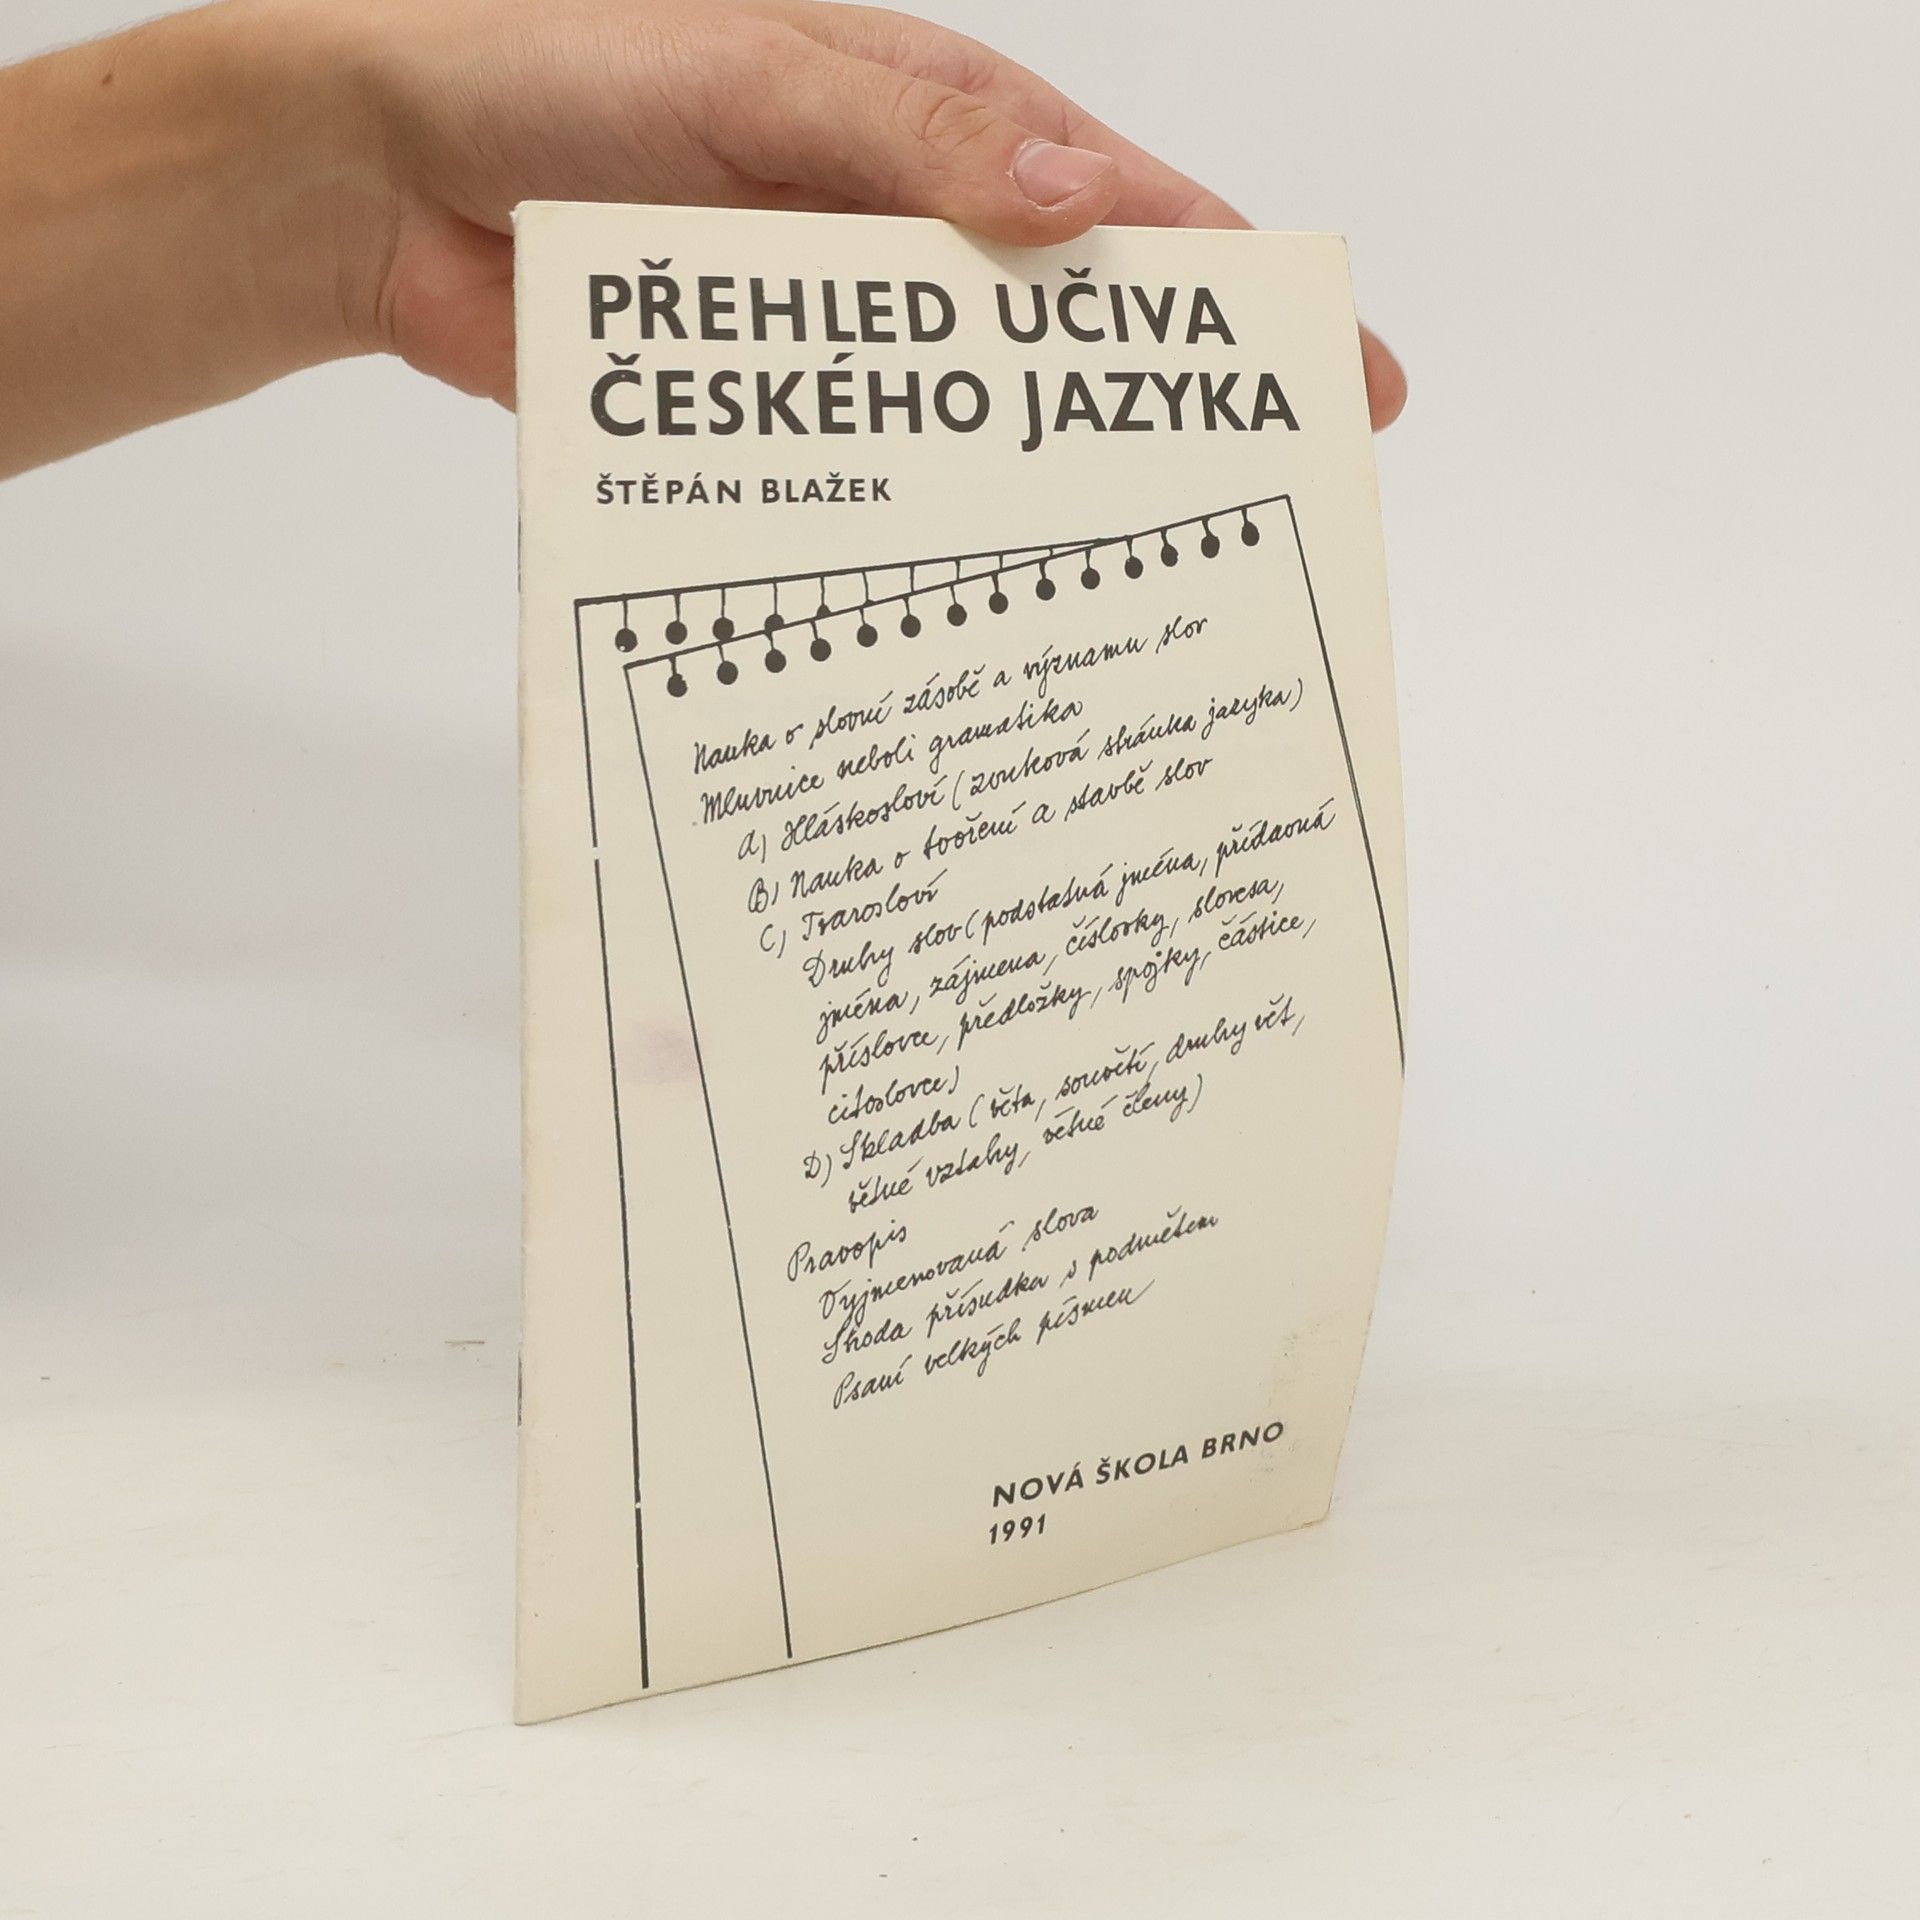 PŘEHLED UČIVA
ČESKÉHO JAZYKA
ŠTĚPÁN BLAŽEK
Nauka o slovní zásobě a významu slov
Mluvnice neboli gramatika
A) Hláskosloví (zvuková stránka jazyka)
B) Nauka o tvoření a stavbě slov
C) Tvarosloví
Druhy slov (podstatná jména, přídavná
jména, zájmena, číslovky, slovesa,
příslovce, předložky, spojky, částice,
citoslovce)
D) Skladba (věta, souvětí, druhy vět,
větné vztahy, větné členy)
Pravopis
Vyjmenovaná slova
Shoda přísudku s podmětem
Psaní velkých písmen
NOVÁ ŠKOLA BRNO
1991